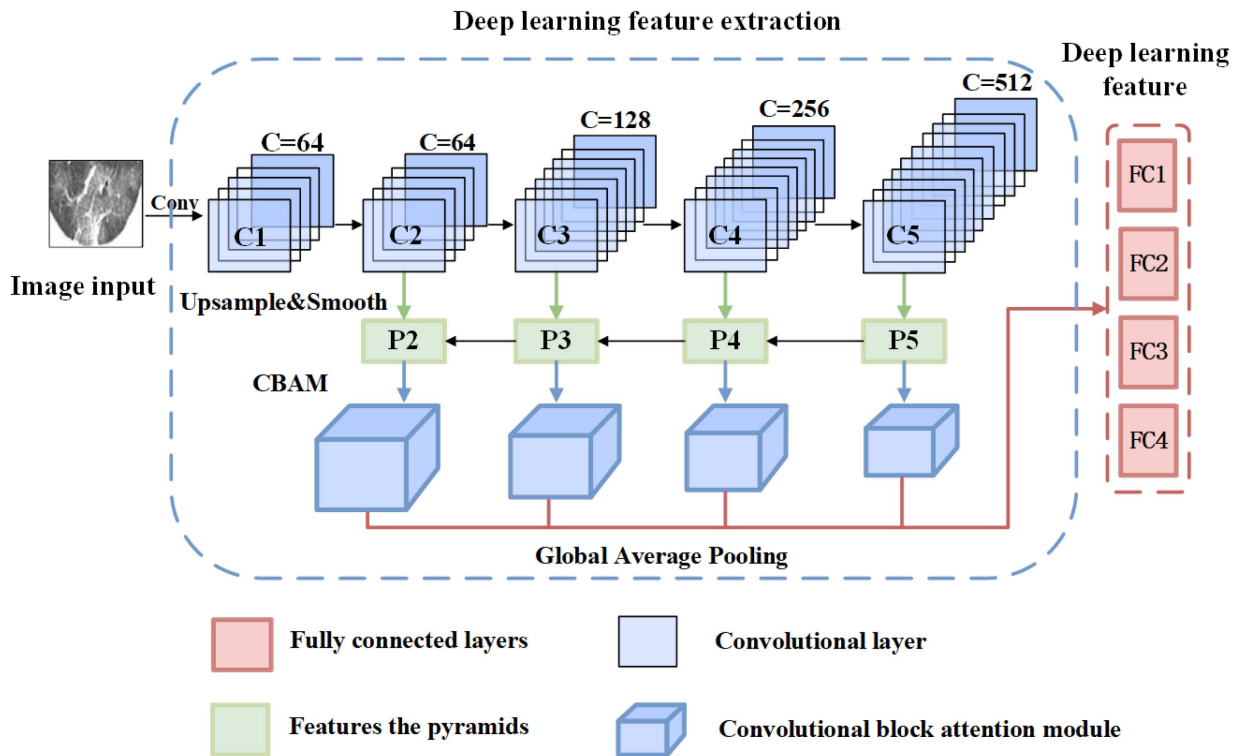 Deep learning feature extraction
Deep learning
feature
C=64
C=64
C=128
C=256
C=512
Conv
C1
C2
C3
C4
C5
Image input
Upsample&Smooth
P2
P3
P4
P5
CBAM
Global Average Pooling
FC1
FC2
FC3
FC4
Fully connected layers
Convolutional layer
Features the pyramids
Convolutional block attention module